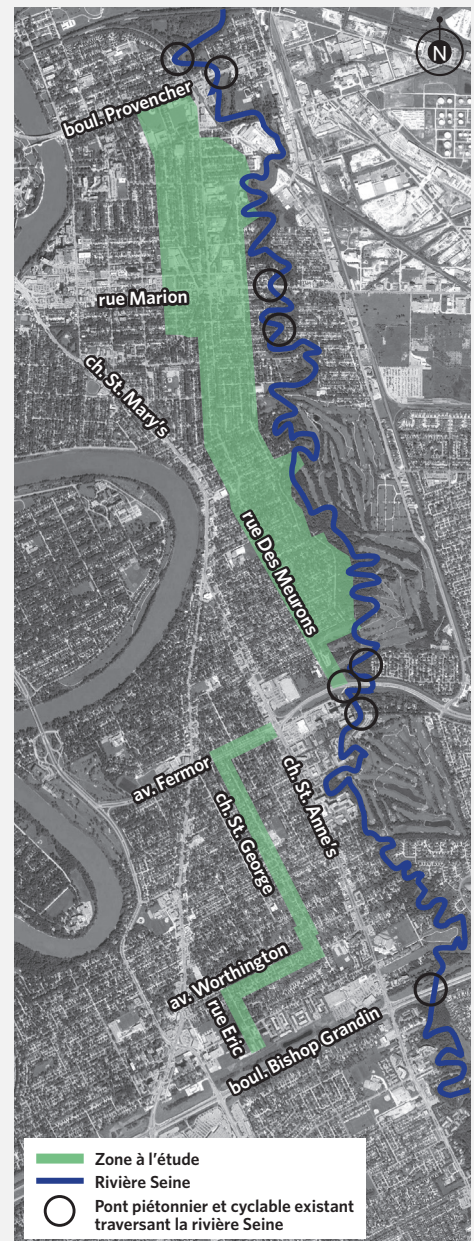 N
boul. Provencher
rue Marion
ch. St. Mary's
rue Des Meurons
av. Fermor
ch. St. George
ch. St. Anne's
av. Worthington
rue Eric
boul. Bishop Grandin
Zone à l'étude
Rivière Seine
Pont piétonnier et cyclable existant
traversant la rivière Seine